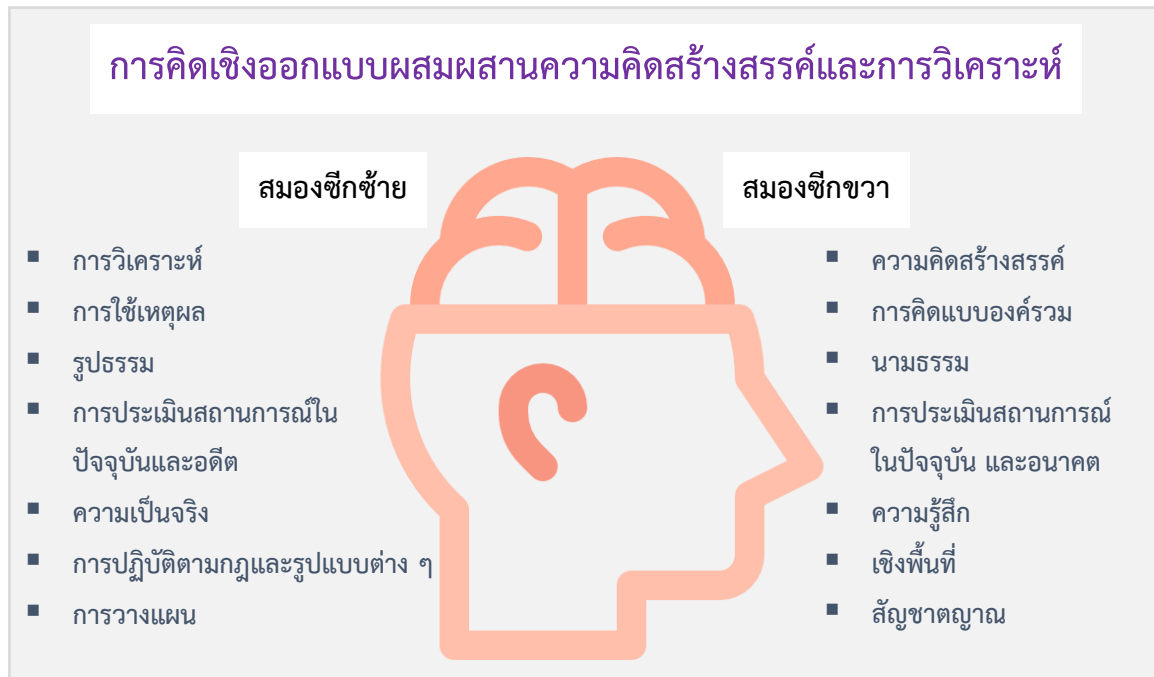 การคิดเชิงออกแบบผสมผสานความคิดสร้างสรรค์และการวิเคราะห์
สมองซีกซ้าย
▪ การวิเคราะห์
▪ การใช้เหตุผล
▪ รูปธรรม
▪ การประเมินสถานการณ์ใน
ปัจจุบันและอดีต
▪ ความเป็นจริง
▪ การปฏิบัติตามกฎและรูปแบบต่าง ๆ
▪ การวางแผน
สมองซีกขวา
▪ ความคิดสร้างสรรค์
▪ การคิดแบบองค์รวม
▪ นามธรรม
▪ การประเมินสถานการณ์
ในปัจจุบัน และอนาคต
▪ ความรู้สึก
▪ เชิงพื้นที่
▪ สัญชาตญาณ